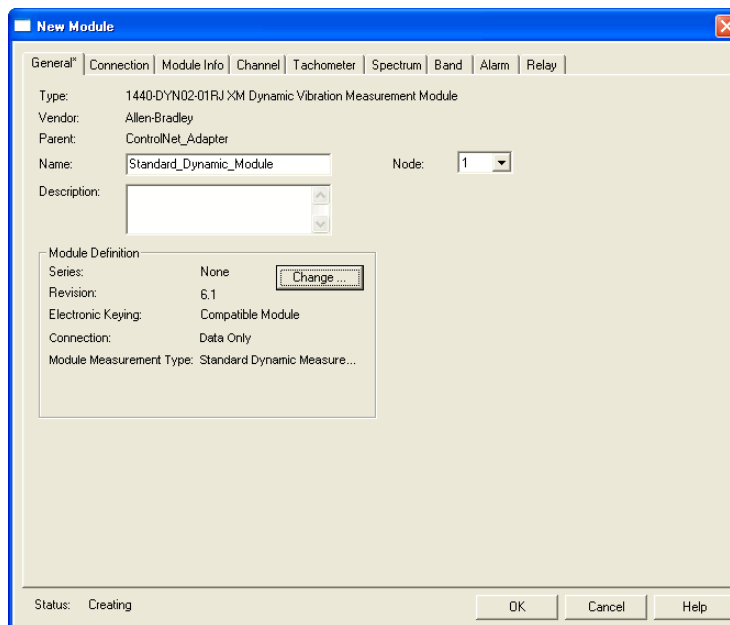 New Module
General* Connection Module Info Channel Tachometer Spectrum Band Alarm Relay
Type: 1440-DYN02-01RJ XM Dynamic Vibration Measurement Module
Vendor: Allen-Bradley
Parent: ControlNet_Adapter
Name: Standard_Dynamic_Module Node: 1
Description:
Module Definition
Series: None Change ...
Revision: 6.1
Electronic Keying: Compatible Module
Connection: Data Only
Module Measurement Type: Standard Dynamic Measure...
Status: Creating OK Cancel Help